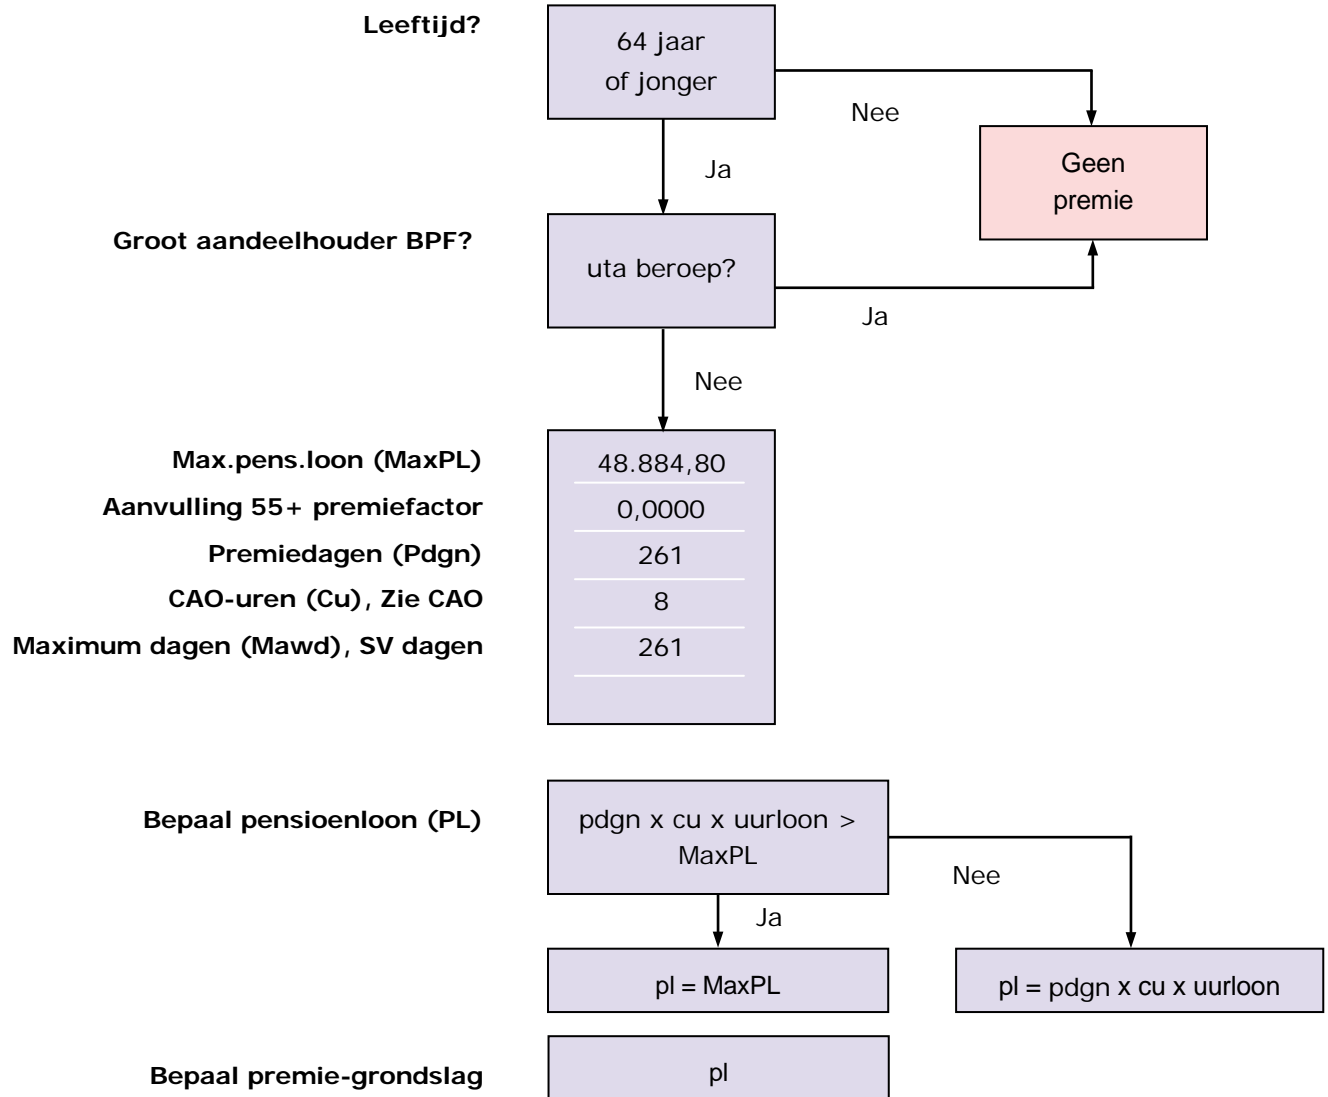 Leeftijd?
64 jaar
of jonger
Nee
Geen
premie
Ja
Groot aandeelhouder BPF?
uta beroep?
Ja
Nee
Max.pens.loon (MaxPL)
48.884,80
Aanvulling 55+ premiefactor
0,0000
Premiedagen (Pdgn)
261
CAO-uren (Cu), Zie CAO
8
Maximum dagen (Mawd), SV dagen
261
Bepaal pensioenloon (PL)
pdgn x cu x uurloon >
MaxPL
Nee
Ja
pl = MaxPL
pl = pdgn x cu x uurloon
Bepaal premie-grondslag
pl